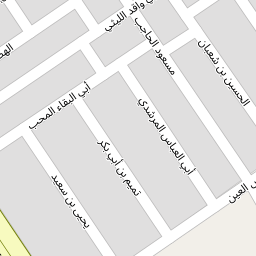 واقد الليثي
مسعود الحاجب
الحسين بن شعبان
أبي البقاء المحب
أبي العباس المرشدي
تميم بن أبي بكر
يحيى بن سعيد
العين